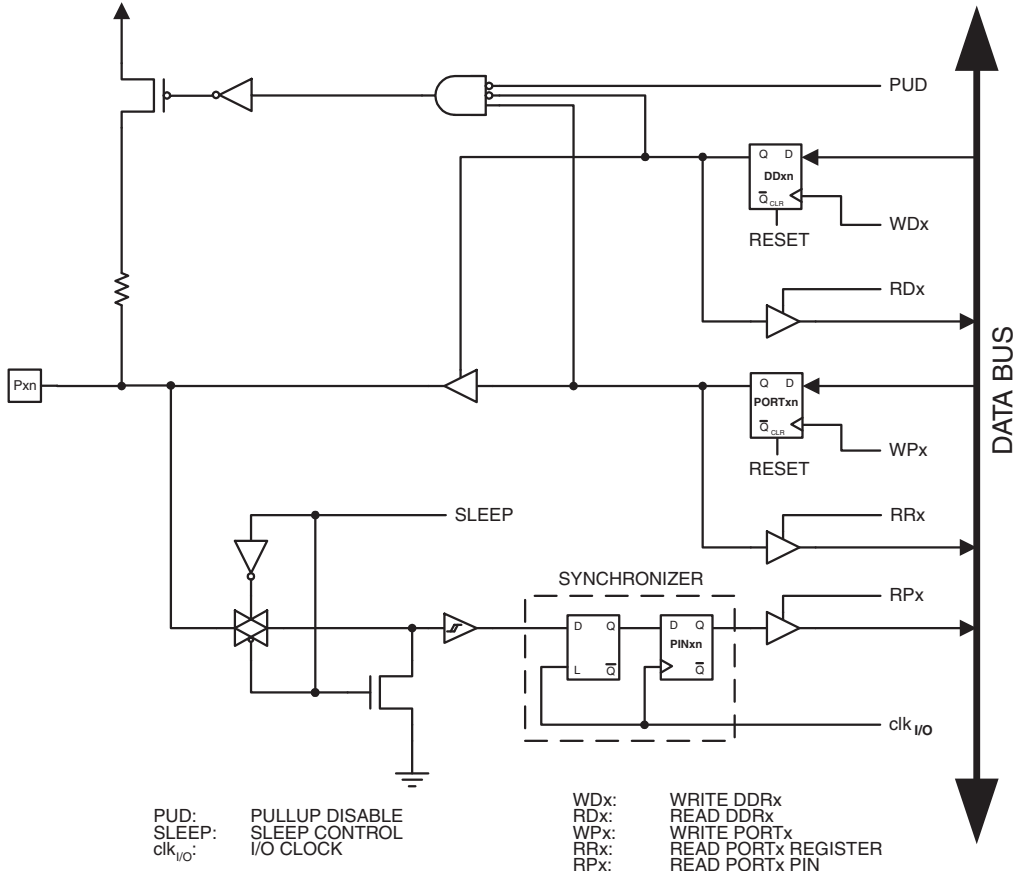 PUD
Q D
DDxn
Q CLR
WDx
RESET
RDx
DATA BUS
Pxn
Q D
PORTxn
Q CLR
WPx
RESET
SLEEP
RRx
SYNCHRONIZER
RPx
D Q
L Q
D Q
PINxn
Q
clk I/O
PUD: PULLUP DISABLE
SLEEP: SLEEP CONTROL
clkI/O: I/O CLOCK
WDx: WRITE DDRx
RDx: READ DDRx
WPx: WRITE PORTx
RRx: READ PORTx REGISTER
RPx: READ PORTx PIN